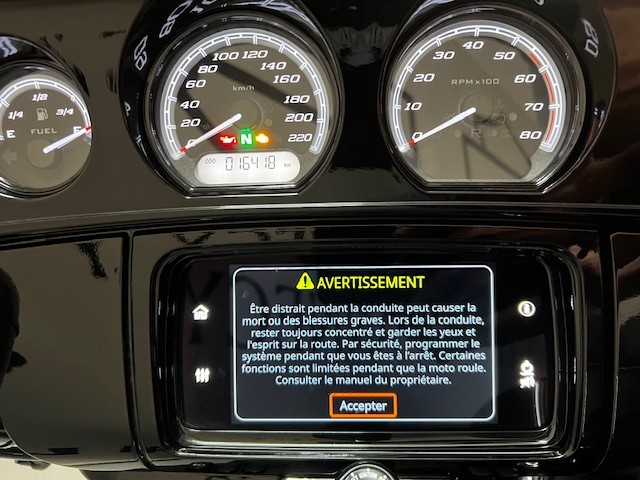 1/4 1/2 3/4
E FUEL F
0 20 40 60 80 100 120 140 160 180 200 220
km/h
N
ODO 016418 km
0 10 20 30 40 50 60 70 80
RPM x 100
AVERTISSEMENT
Être distrait pendant la conduite peut causer la
mort ou des blessures graves. Lors de la conduite,
rester toujours concentré et garder les yeux et
l'esprit sur la route. Par sécurité, programmer le
système pendant que vous êtes à l'arrêt. Certaines
fonctions sont limitées pendant que la moto roule.
Consulter le manuel du propriétaire.
Accepter
IGNITION